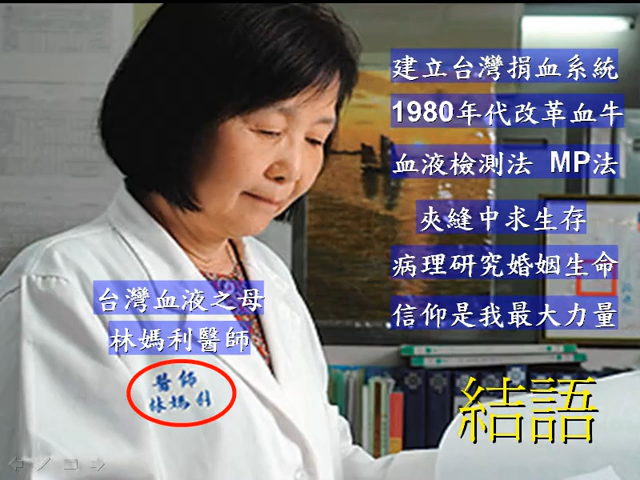 建立台灣捐血系統
1980年代改革血牛
血液檢測法 MP法
夾縫中求生存
病理研究婚姻生命
信仰是我最大力量
台灣血液之母
林媽利醫師
醫師
林媽利
結語